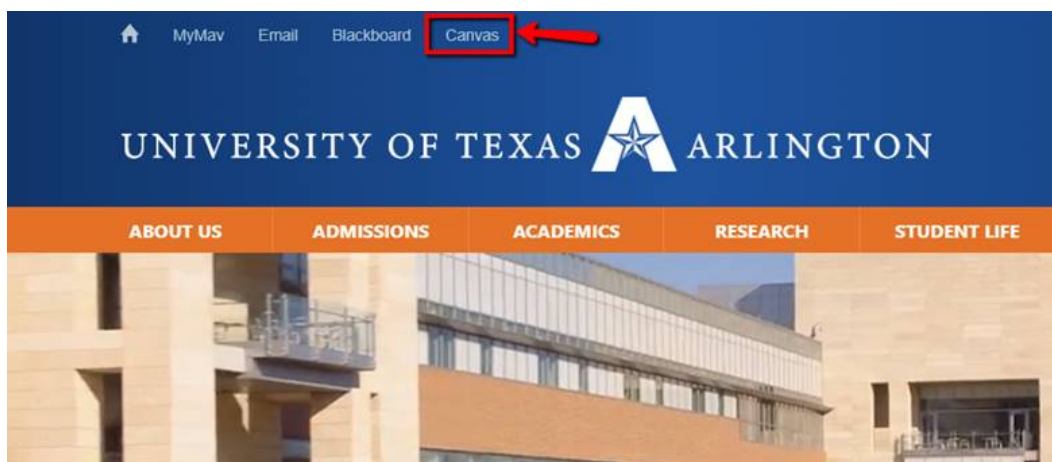 MyMav Email Blackboard Canvas
UNIVERSITY OF TEXAS A ARLINGTON
ABOUT US ADMISSIONS ACADEMICS RESEARCH STUDENT LIFE